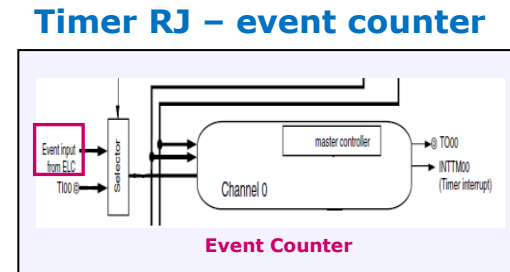 Timer RJ – event counter
Event input
from ELC
TI00
Selector
master controller
Channel 0
TO00
INTTM00
(Timer interrupt)
Event Counter